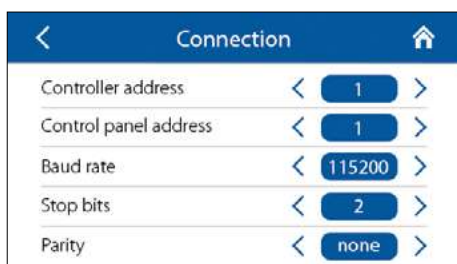 Connection
Controller address 1
Control panel address 1
Baud rate 115200
Stop bits 2
Parity none